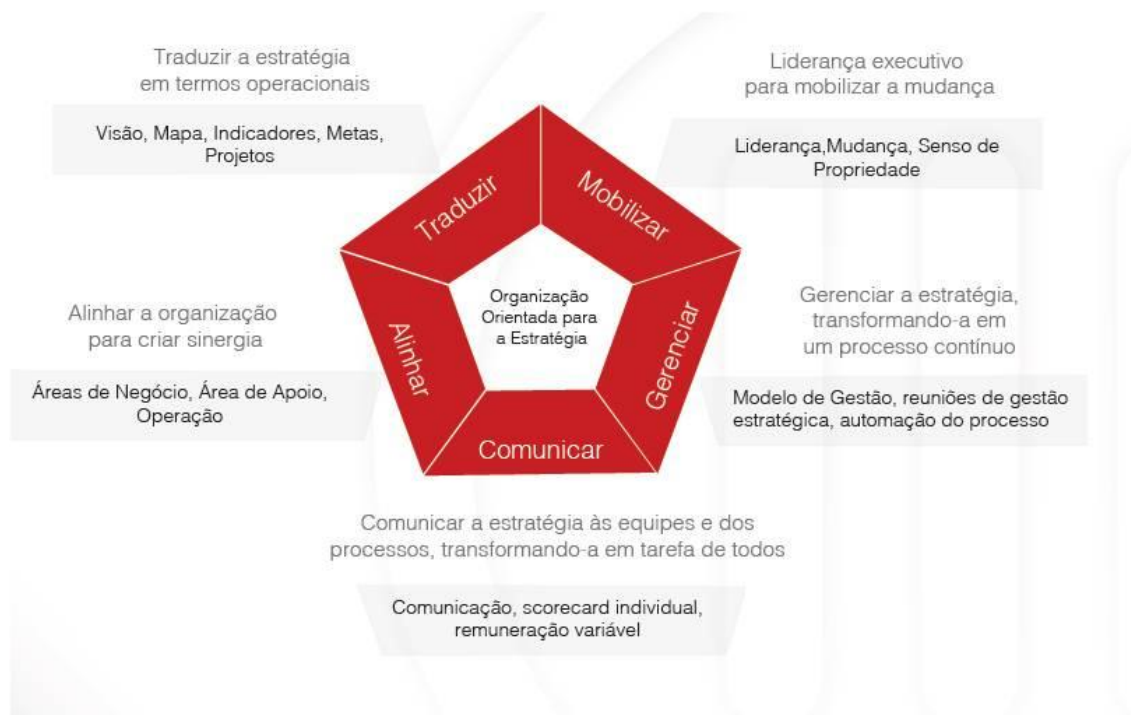 Traduzir a estratégia
em termos operacionais
Visão, Mapa, Indicadores, Metas,
Projetos
Liderança executivo
para mobilizar a mudança
Liderança,Mudança, Senso de
Propriedade
Traduzir
Mobilizar
Alinhar a organização
para criar sinergia
Áreas de Negócio, Área de Apoio,
Operação
Alinhar
Organização
Orientada para
a Estratégia
Gerenciar
Gerenciar a estratégia,
transformando-a em
um processo contínuo
Modelo de Gestão, reuniões de gestão
estratégica, automação do processo
Comunicar
Comunicar a estratégia às equipes e dos
processos, transformando-a em tarefa de todos
Comunicação, scorecard individual,
remuneração variável